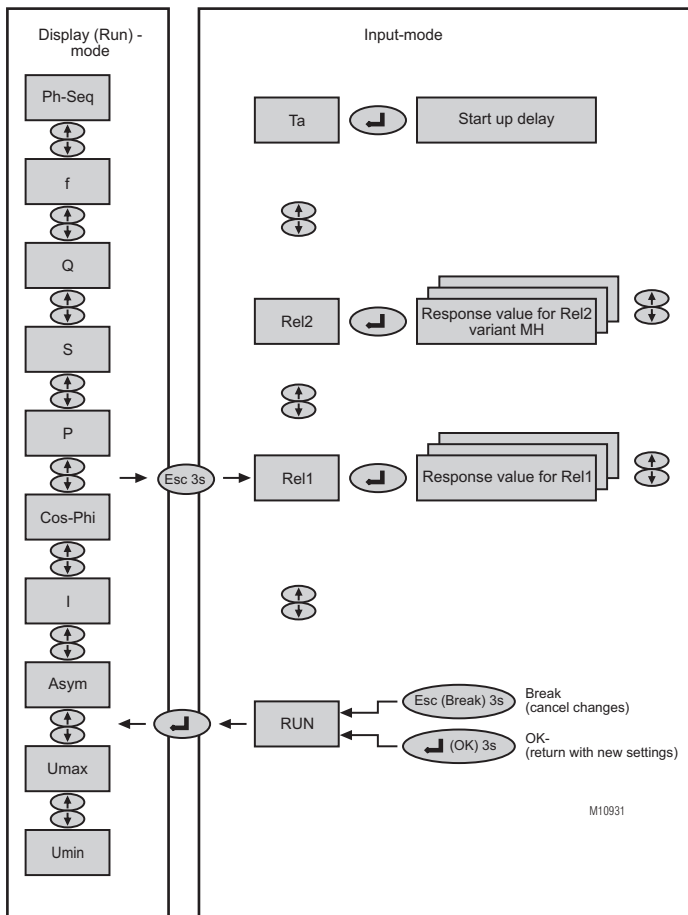 Display (Run) -
mode
Ph-Seq
f
Q
S
P
Cos-Phi
I
Asym
Umax
Umin
Input-mode
Ta
Start up delay
Rel2
Response value for Rel2
variant MH
Esc 3s
Rel1
Response value for Rel1
RUN
Esc (Break) 3s
Break
(cancel changes)
(OK) 3s
OK-
(return with new settings)
M10931